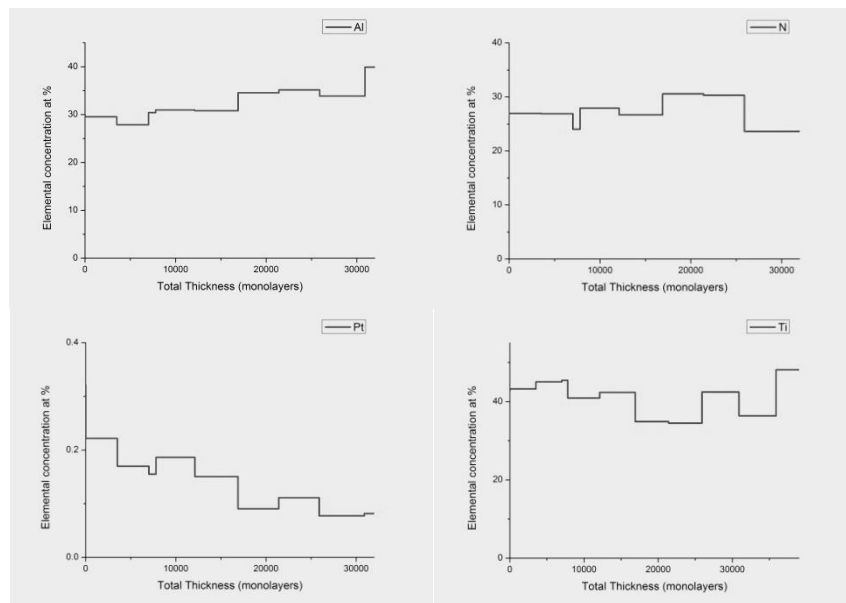 Al
Elemental concentration at %
40
30
20
10
0
0 10000 20000 30000
Total Thickness (monolayers)
N
Elemental concentration at %
40
30
20
10
0
0 10000 20000 30000
Total Thickness (monolayers)
Pt
Elemental concentration at %
0.4
0.2
0.0
0 10000 20000 30000
Total Thickness (monolayers)
Ti
Elemental concentration at %
40
20
0
0 10000 20000 30000
Total Thickness (monolayers)